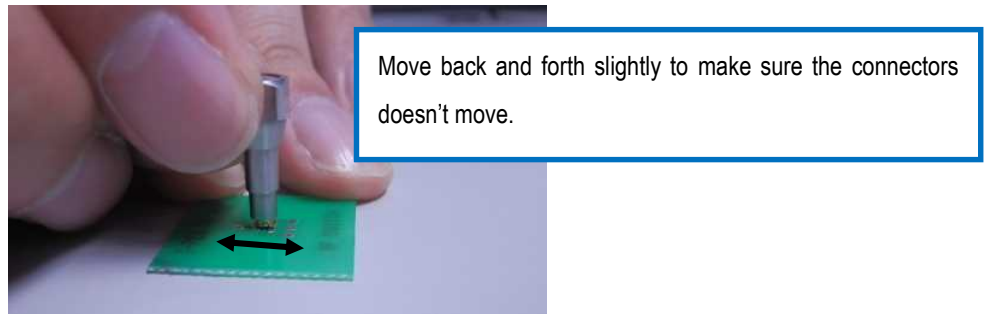 Move back and forth slightly to make sure the connectors
doesn’t move.